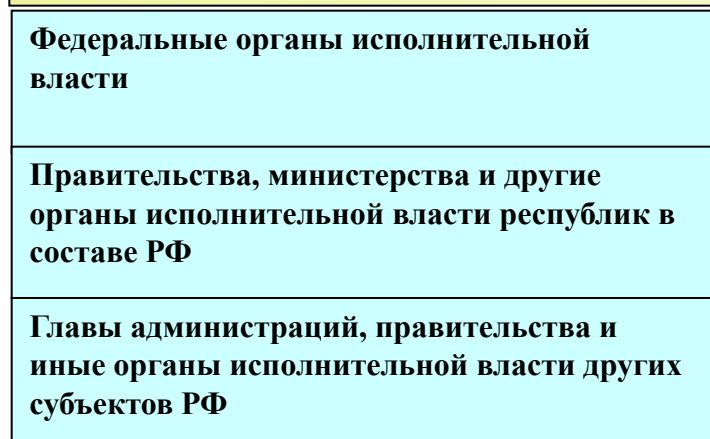 Федеральные органы исполнительной
власти
Правительства, министерства и другие
органы исполнительной власти республик в
составе РФ
Главы администраций, правительства и
иные органы исполнительной власти других
субъектов РФ